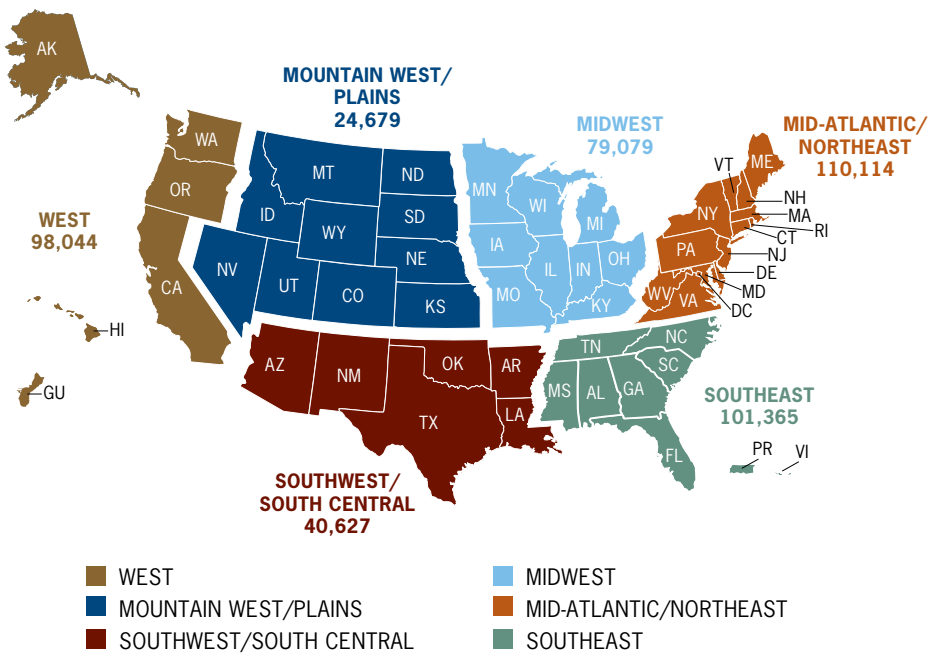 AK
MOUNTAIN WEST/
PLAINS
24,679
MIDWEST
79,079
MID-ATLANTIC/
NORTHEAST
110,114
WEST
98,044
WA
OR
CA
HI
GU
MT
ID
WY
NV
UT
CO
ND
SD
NE
KS
MN
WI
MI
IA
IL
IN
OH
MO
KY
VT
ME
NH
MA
RI
CT
NY
NJ
PA
DE
MD
DC
WV
VA
AZ
NM
OK
TX
AR
LA
TN
NC
SC
MS
AL
GA
FL
PR
VI
SOUTHEAST
101,365
SOUTHWEST/
SOUTH CENTRAL
40,627
WEST
MOUNTAIN WEST/PLAINS
SOUTHWEST/SOUTH CENTRAL
MIDWEST
MID-ATLANTIC/NORTHEAST
SOUTHEAST